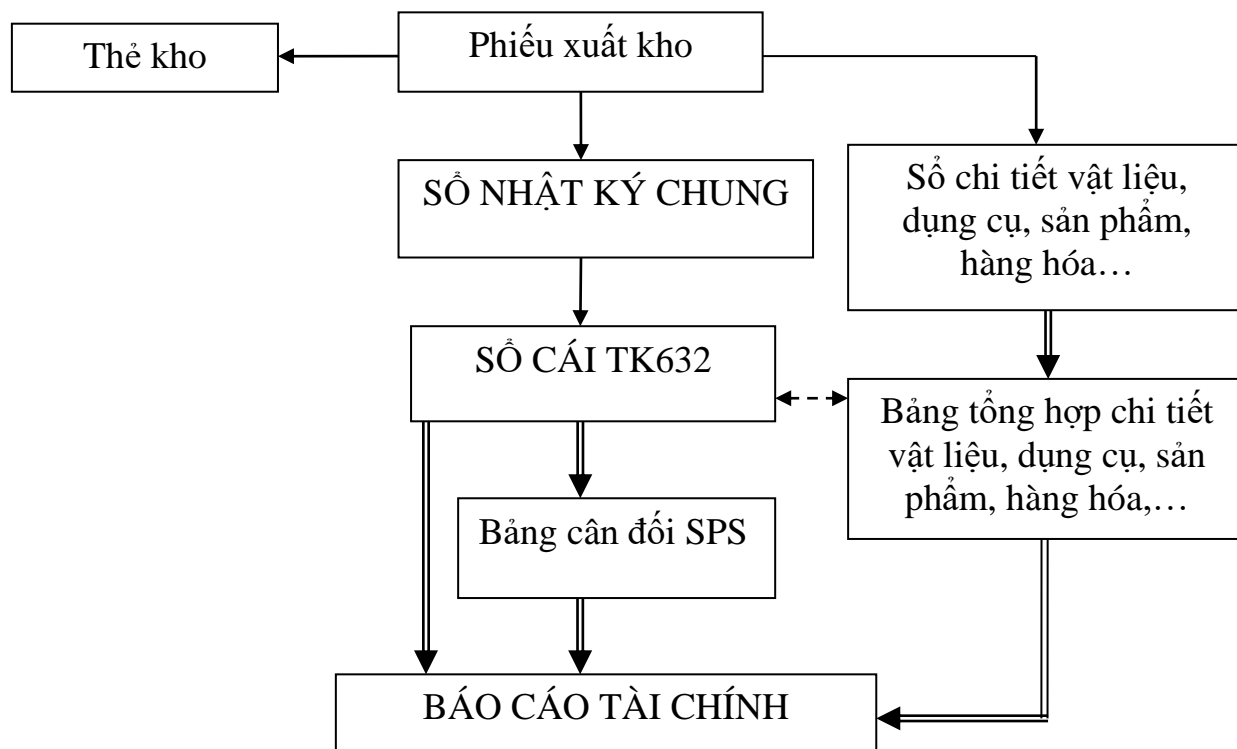 Thẻ kho
Phiếu xuất kho
SỔ NHẬT KÝ CHUNG
Sổ chi tiết vật liệu,
dụng cụ, sản phẩm,
hàng hóa…
SỔ CÁI TK632
Bảng tổng hợp chi tiết
vật liệu, dụng cụ, sản
phẩm, hàng hóa,…
Bảng cân đối SPS
BÁO CÁO TÀI CHÍNH